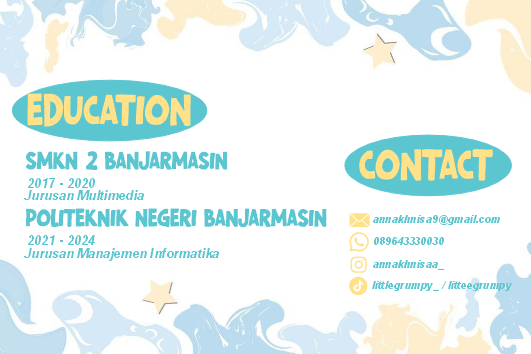 EDUCATION
SMKN 2 BANJARMASIN
2017 - 2020
Jurusan Multimedia
POLITEKNIK NEGERI BANJARMASIN
2021 - 2024
Jurusan Manajemen Informatika
CONTACT
annakhnisa9@gmail.com
089643330030
annakhnisaa_
littlegrumpy_ / litteegrumpy